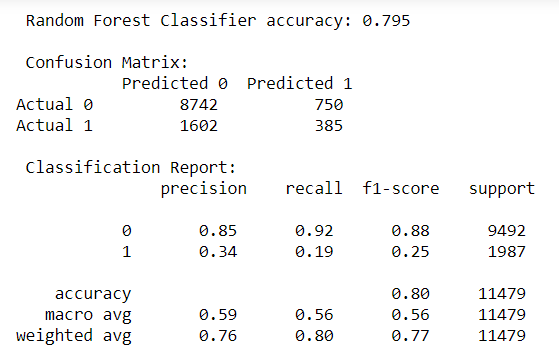 Random Forest Classifier accuracy: 0.795
Confusion Matrix:
Predicted 0 Predicted 1
Actual 0 8742 750
Actual 1 1602 385
Classification Report:
precision recall f1-score support
0 0.85 0.92 0.88 9492
1 0.34 0.19 0.25 1987
accuracy 0.80 11479
macro avg 0.59 0.56 0.56 11479
weighted avg 0.76 0.80 0.77 11479